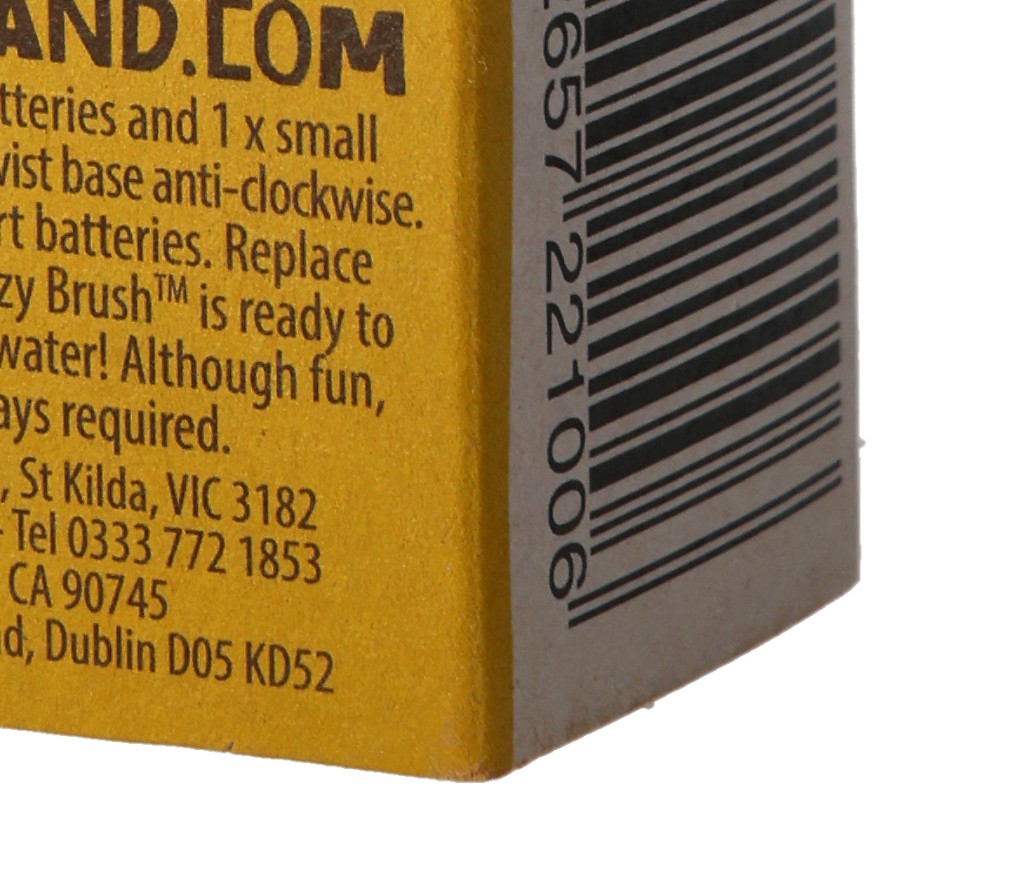 AND.COM
tteries and 1 x small
vist base anti-clockwise.
rt batteries. Replace
zy Brush™ is ready to
water! Although fun,
ays required.
, St Kilda, VIC 3182
- Tel 0333 772 1853
CA 90745
d, Dublin D05 KD52
2657 221006